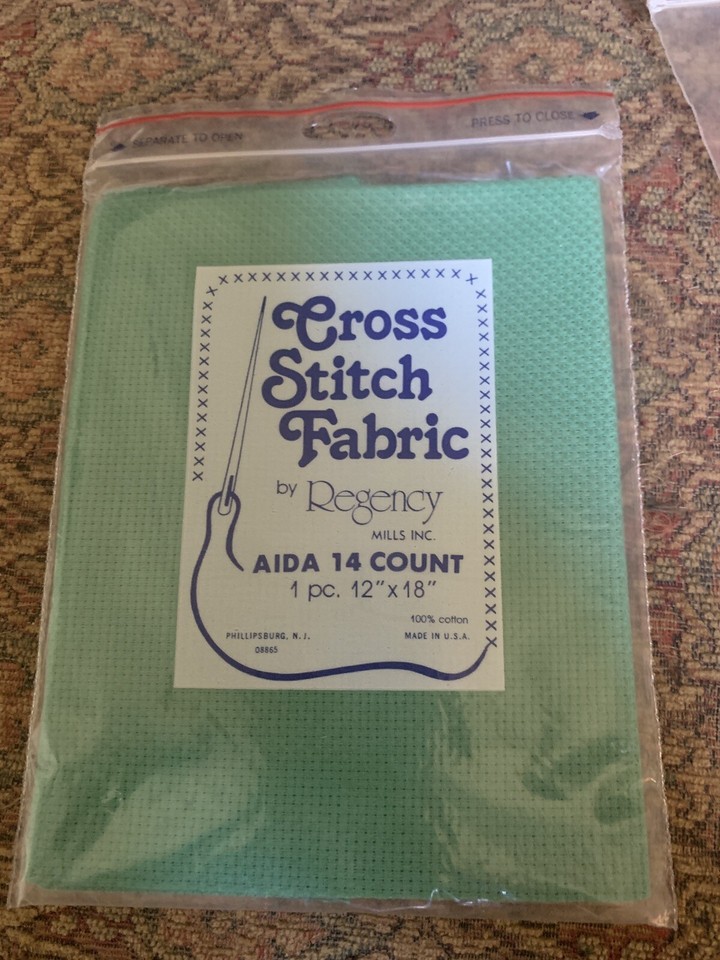 SEPARATE TO OPEN
PRESS TO CLOSE
Cross
Stitch
Fabric
by Regency
MILLS INC.
AIDA 14 COUNT
1 pc. 12"x18"
100% cotton
PHILLIPSBURG, N.J.
08865
MADE IN U.S.A.